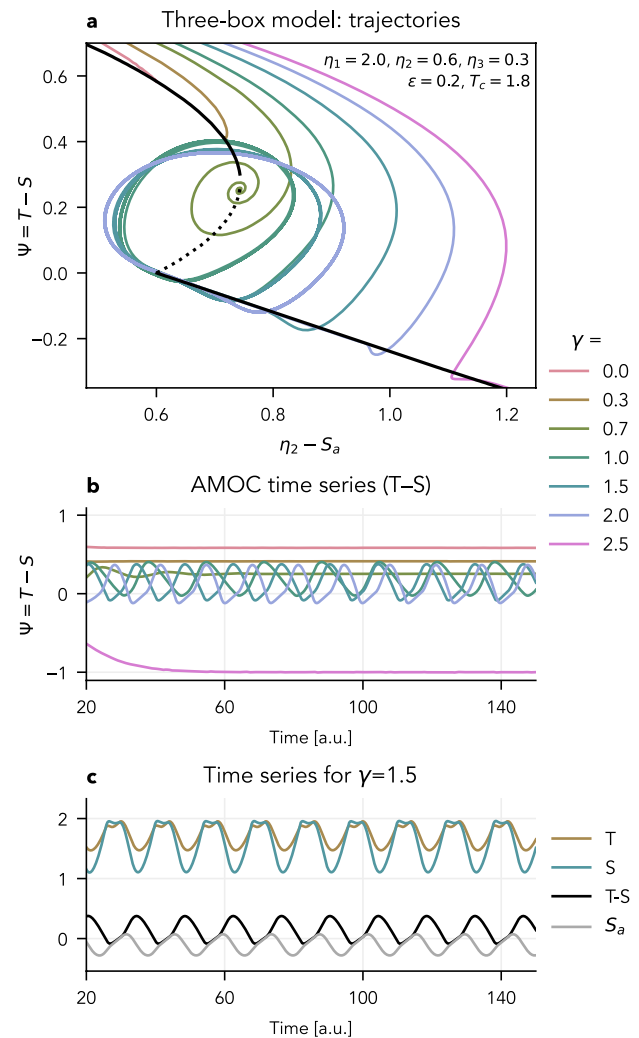 a Three-box model: trajectories
η1 = 2.0, η2 = 0.6, η3 = 0.3
ε = 0.2, Tc = 1.8
0.6
0.4
0.2
0.0
−0.2
Ψ = T − S
0.6 0.8 1.0 1.2
η2 − Sa
γ =
0.0
0.3
0.7
1.0
1.5
2.0
2.5
b AMOC time series (T–S)
1
0
−1
Ψ = T − S
20 60 100 140
Time [a.u.]
c Time series for γ=1.5
2
1
0
20 60 100 140
Time [a.u.]
T
S
T-S
Sa